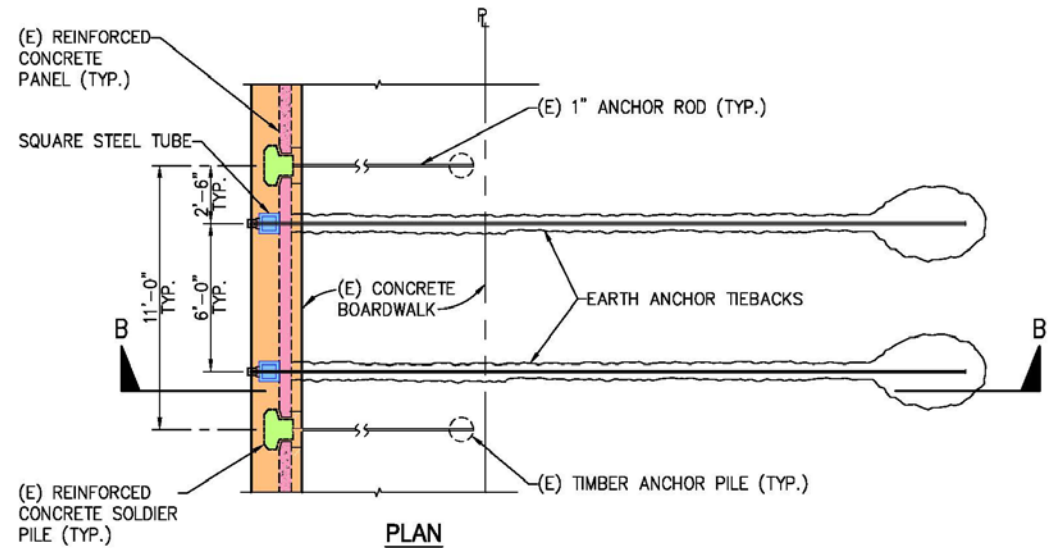 PL
(E) REINFORCED
CONCRETE
PANEL (TYP.)
(E) 1" ANCHOR ROD (TYP.)
SQUARE STEEL TUBE
2'-6"
TYP.
11'-0"
TYP.
6'-0"
TYP.
(E) CONCRETE
BOARDWALK
EARTH ANCHOR TIEBACKS
B
B
(E) REINFORCED
CONCRETE SOLDIER
PILE (TYP.)
(E) TIMBER ANCHOR PILE (TYP.)
PLAN